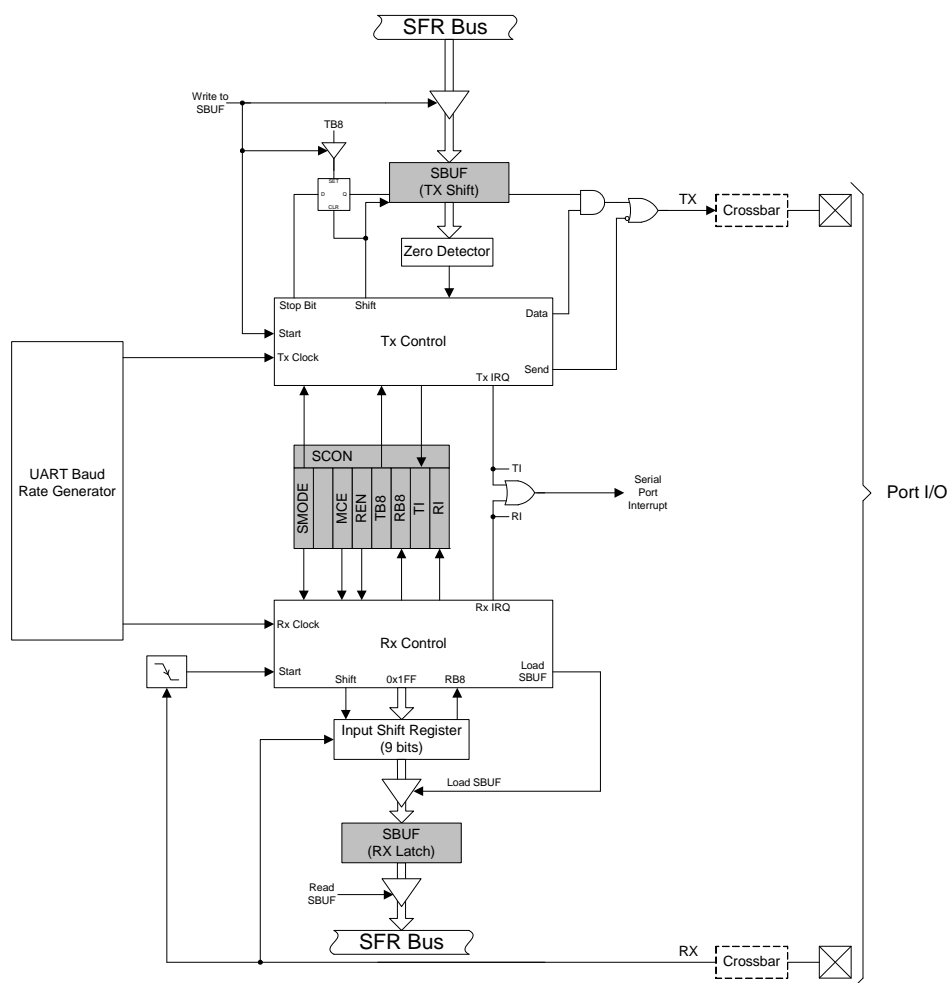 SFR Bus
Write to
SBUF
TB8
SET
D
Q
CLR
SBUF
(TX Shift)
TX
Crossbar
Zero Detector
Stop Bit
Shift
Data
Start
Tx Control
Tx Clock
Send
Tx IRQ
UART Baud
Rate Generator
SCON
SMODE
MCE
REN
TB8
RB8
TI
RI
TI
Serial
Port
Interrupt
RI
Port I/O
Rx IRQ
Rx Clock
Rx Control
Start
Load
SBUF
Shift
0x1FF
RB8
Input Shift Register
(9 bits)
Load SBUF
SBUF
(RX Latch)
Read
SBUF
SFR Bus
RX
Crossbar